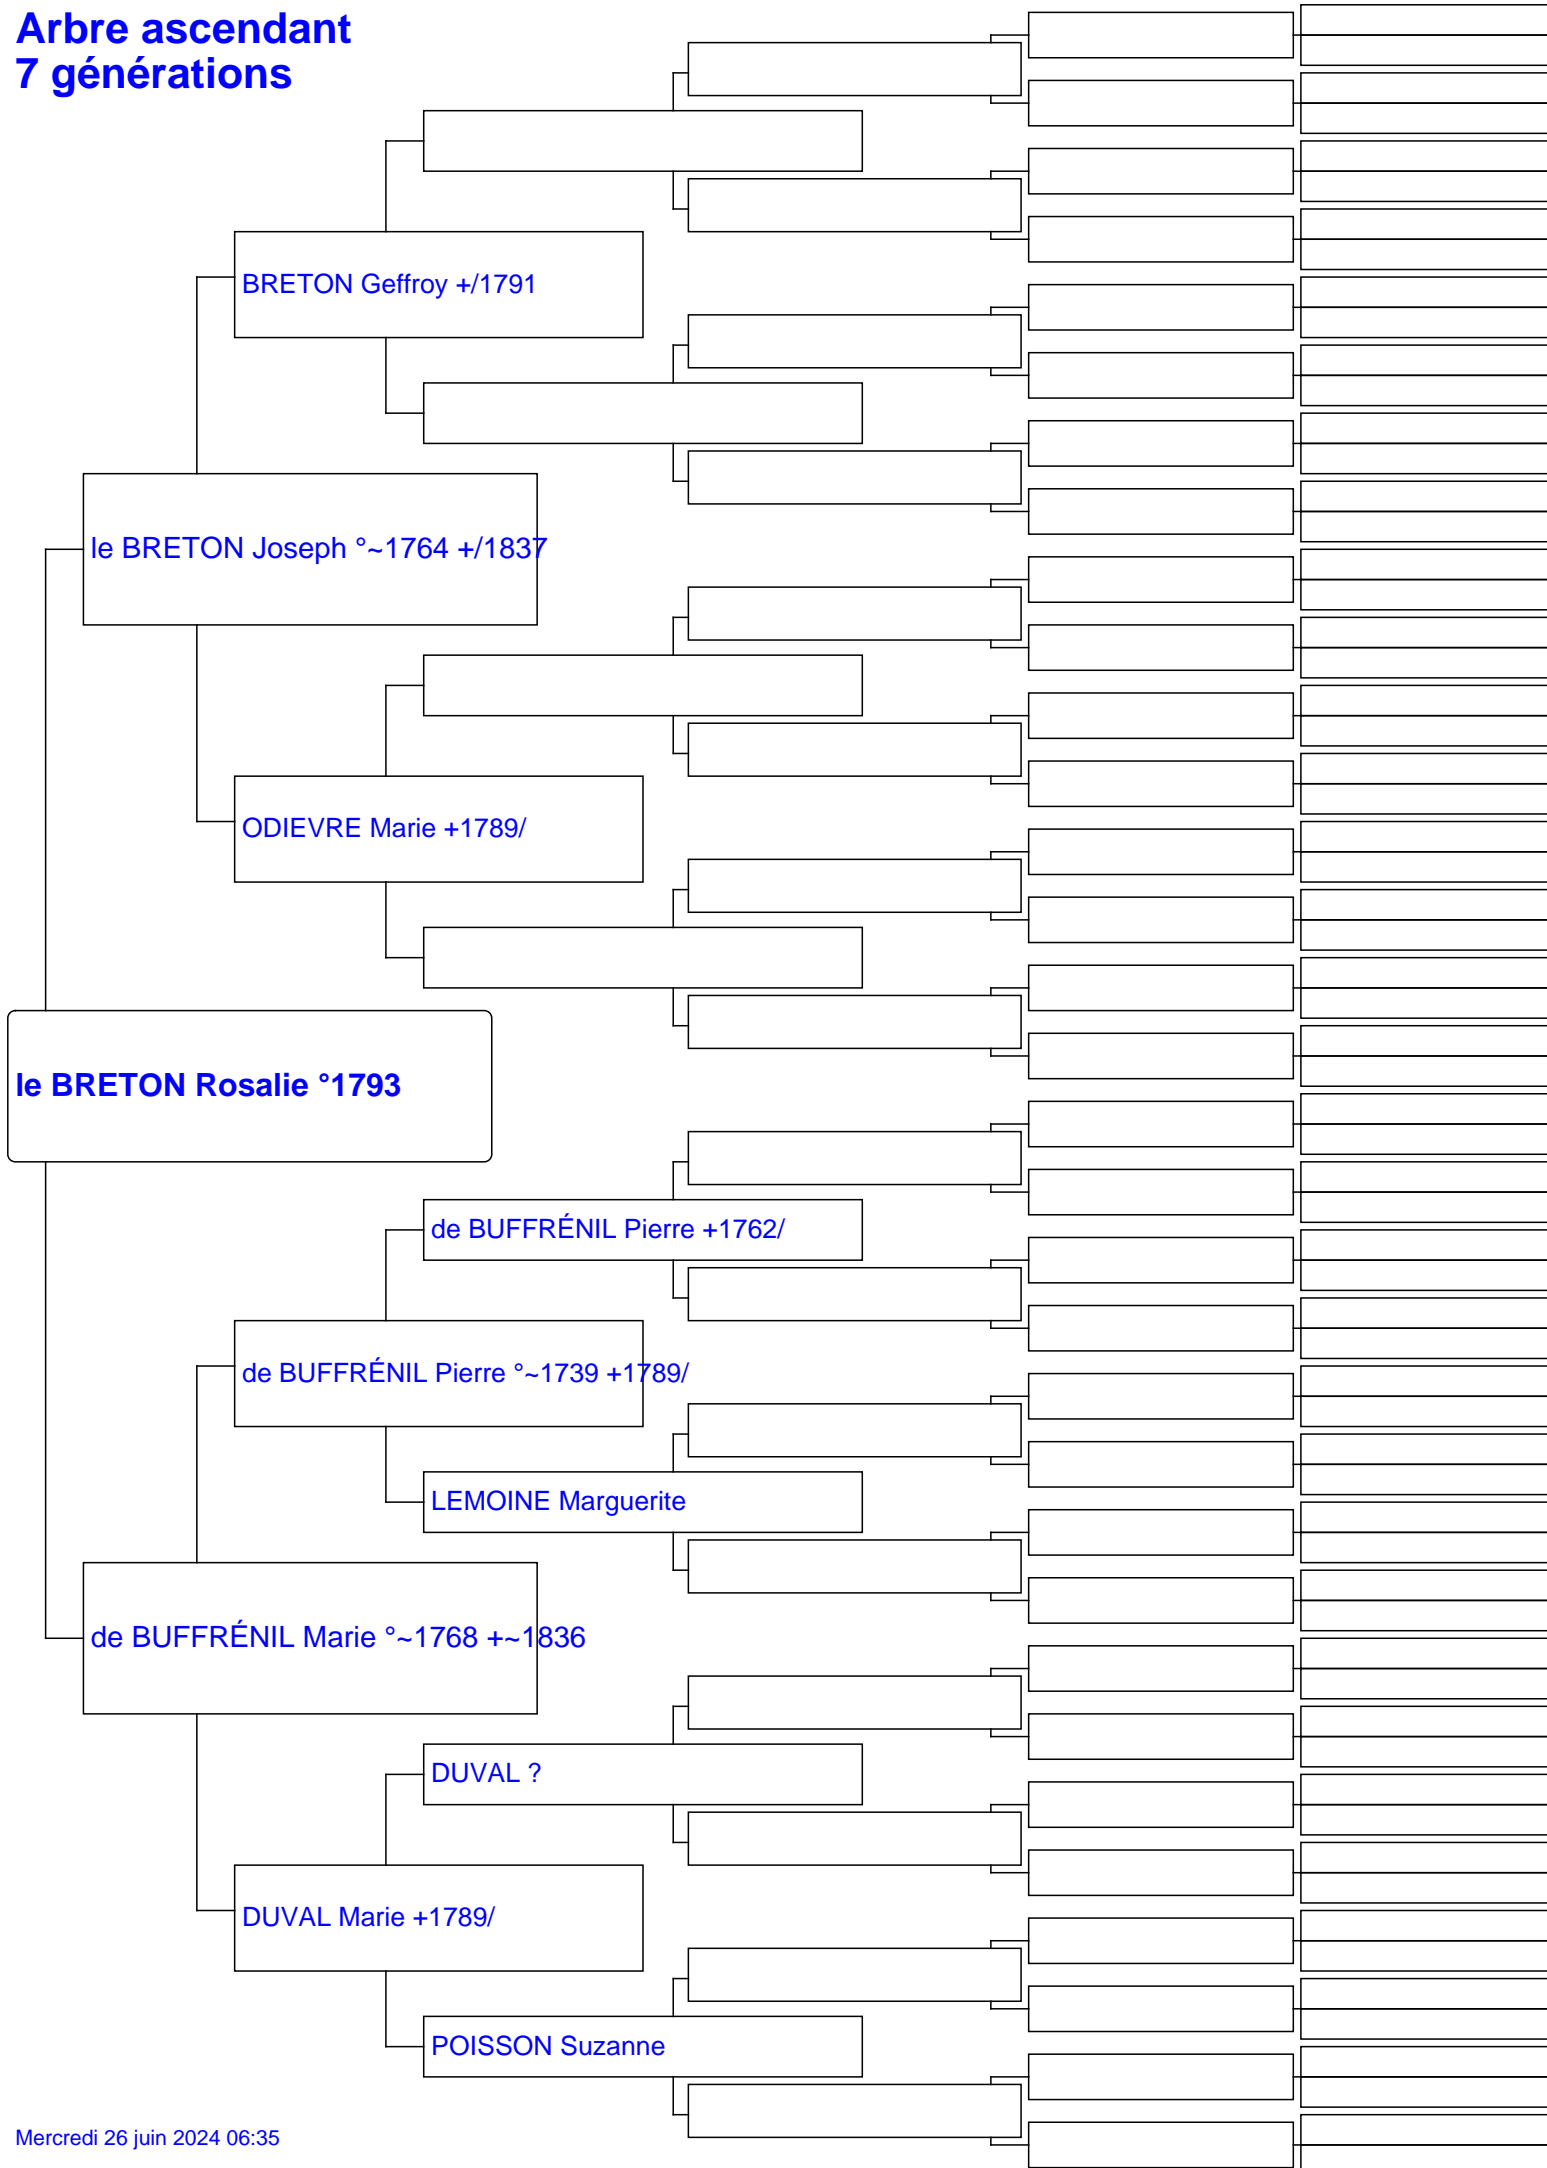 Arbre ascendant
7 générations
BRETON Geffroy +/1791
le BRETON Joseph °~1764 +/1837
ODIEVRE Marie +1789/
le BRETON Rosalie °1793
de BUFFRÉNIL Pierre +1762/
de BUFFRÉNIL Pierre °~1739 +1789/
LEMOINE Marguerite
de BUFFRÉNIL Marie °~1768 +~1836
DUVAL ?
DUVAL Marie +1789/
POISSON Suzanne
Mercredi 26 juin 2024 06:35